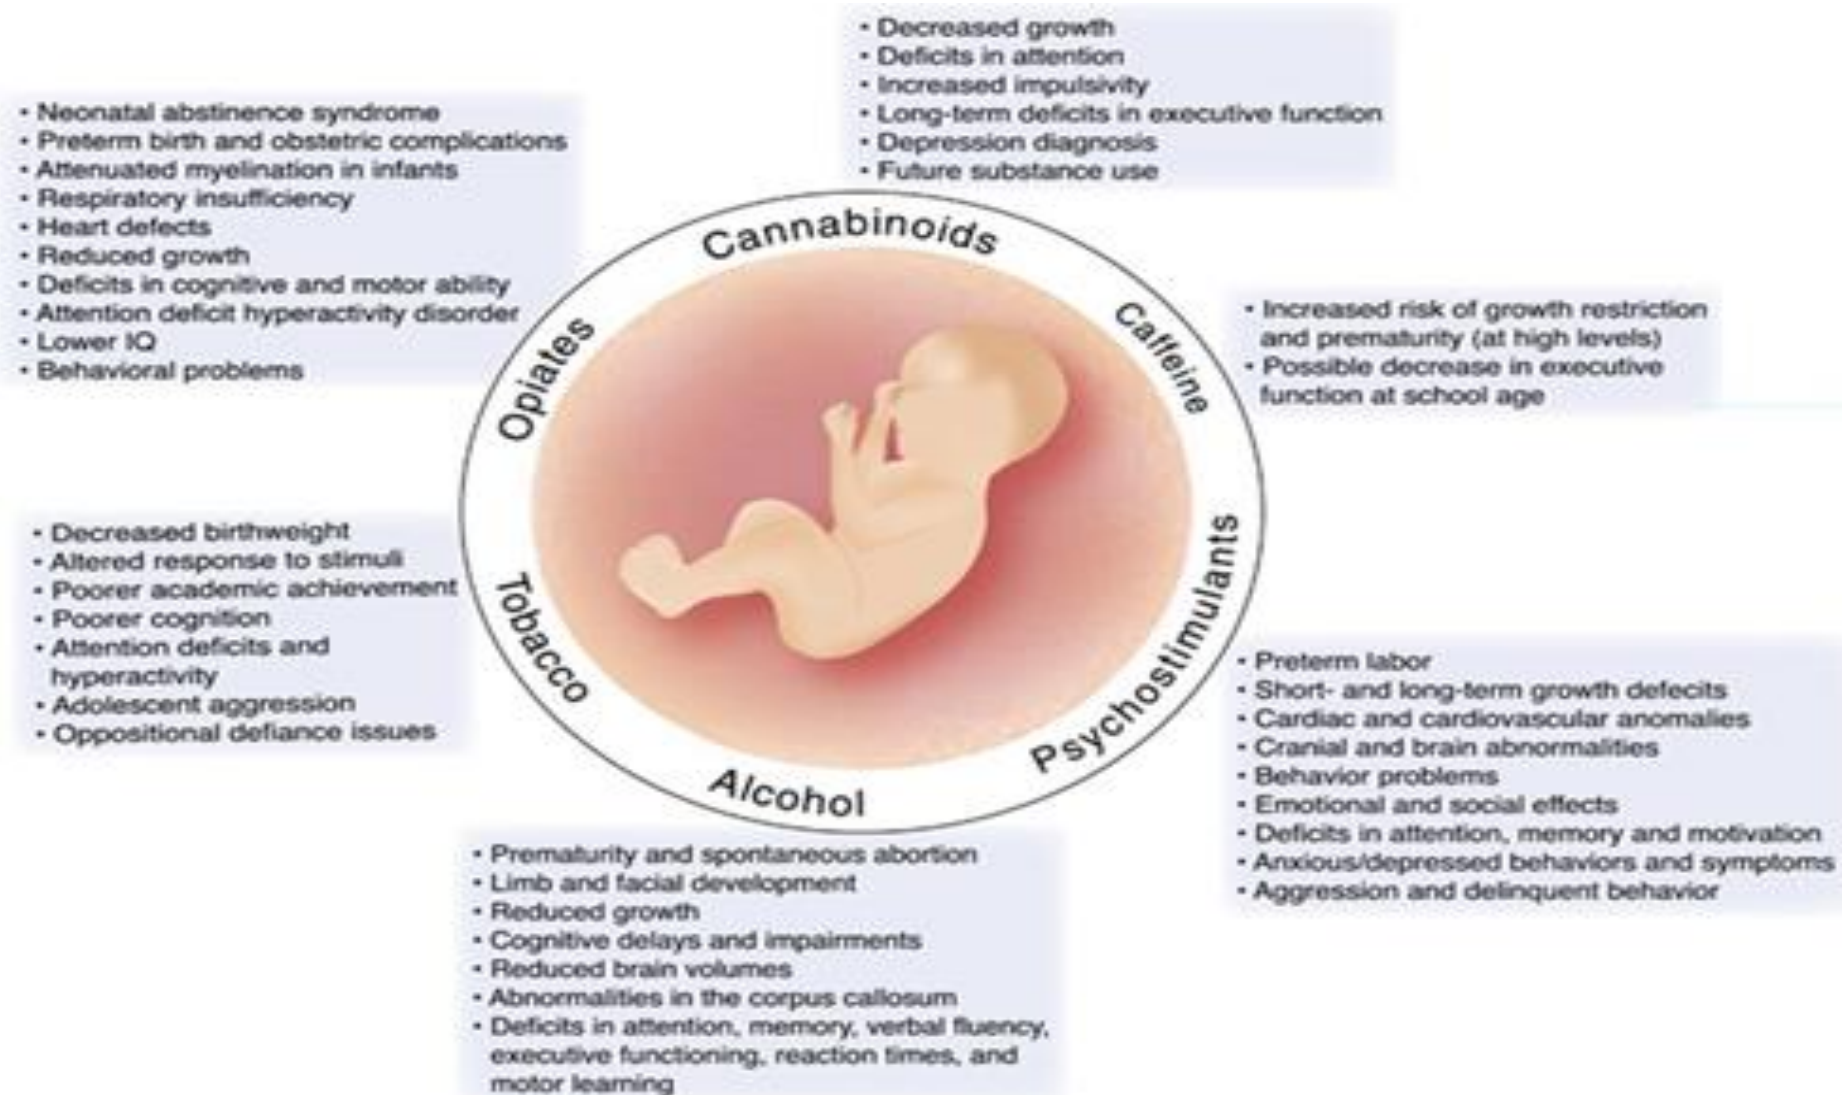 • Decreased growth
• Deficits in attention
• Increased impulsivity
• Long-term deficits in executive function
• Depression diagnosis
• Future substance use
• Neonatal abstinence syndrome
• Preterm birth and obstetric complications
• Attenuated myelination in infants
• Respiratory insufficiency
• Heart defects
• Reduced growth
• Deficits in cognitive and motor ability
• Attention deficit hyperactivity disorder
• Lower IQ
• Behavioral problems
Cannabinoids
Caffeine
Opiates
• Increased risk of growth restriction
and prematurity (at high levels)
• Possible decrease in executive
function at school age
• Decreased birthweight
• Altered response to stimuli
• Poorer academic achievement
• Poorer cognition
• Attention deficits and
hyperactivity
• Adolescent aggression
• Oppositional defiance issues
Tobacco
Psychostimulants
Alcohol
• Preterm labor
• Short- and long-term growth defecits
• Cardiac and cardiovascular anomalies
• Cranial and brain abnormalities
• Behavior problems
• Emotional and social effects
• Deficits in attention, memory and motivation
• Anxious/depressed behaviors and symptoms
• Aggression and delinquent behavior
• Prematurity and spontaneous abortion
• Limb and facial development
• Reduced growth
• Cognitive delays and impairments
• Reduced brain volumes
• Abnormalities in the corpus callosum
• Deficits in attention, memory, verbal fluency,
executive functioning, reaction times, and
motor learning